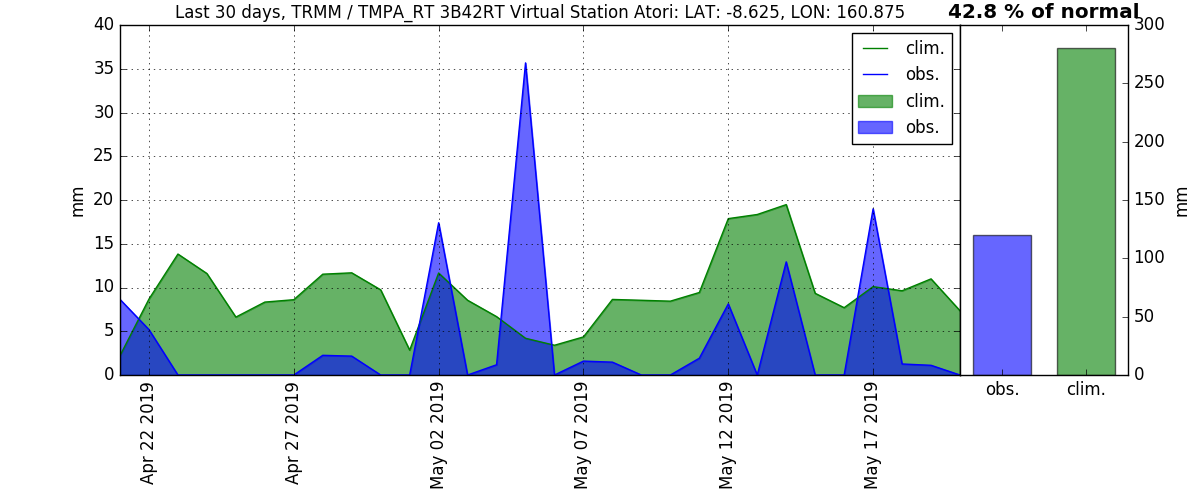 Last 30 days, TRMM / TMPA_RT 3B42RT Virtual Station Atori: LAT: -8.625, LON: 160.875
42.8 % of normal
40
35
30
25
20
15
10
5
0
mm
clim.
obs.
clim.
obs.
300
250
200
150
100
50
0
mm
obs.
clim.
Apr 22 2019
Apr 27 2019
May 02 2019
May 07 2019
May 12 2019
May 17 2019